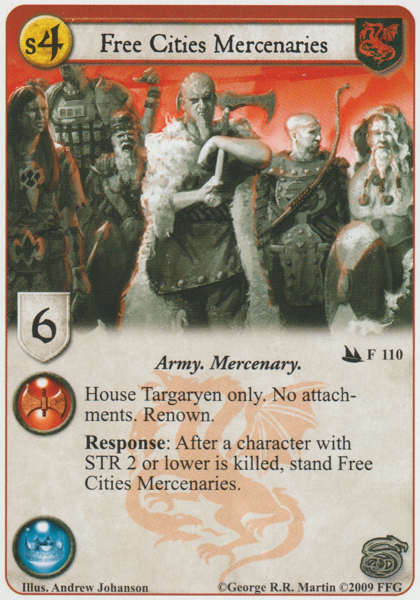 s4
Free Cities Mercenaries
6
Army. Mercenary.
F 110
House Targaryen only. No attach-
ments. Renown.
Response: After a character with
STR 2 or lower is killed, stand Free
Cities Mercenaries.
Illus. Andrew Johanson
©George R.R. Martin ©2009 FFG